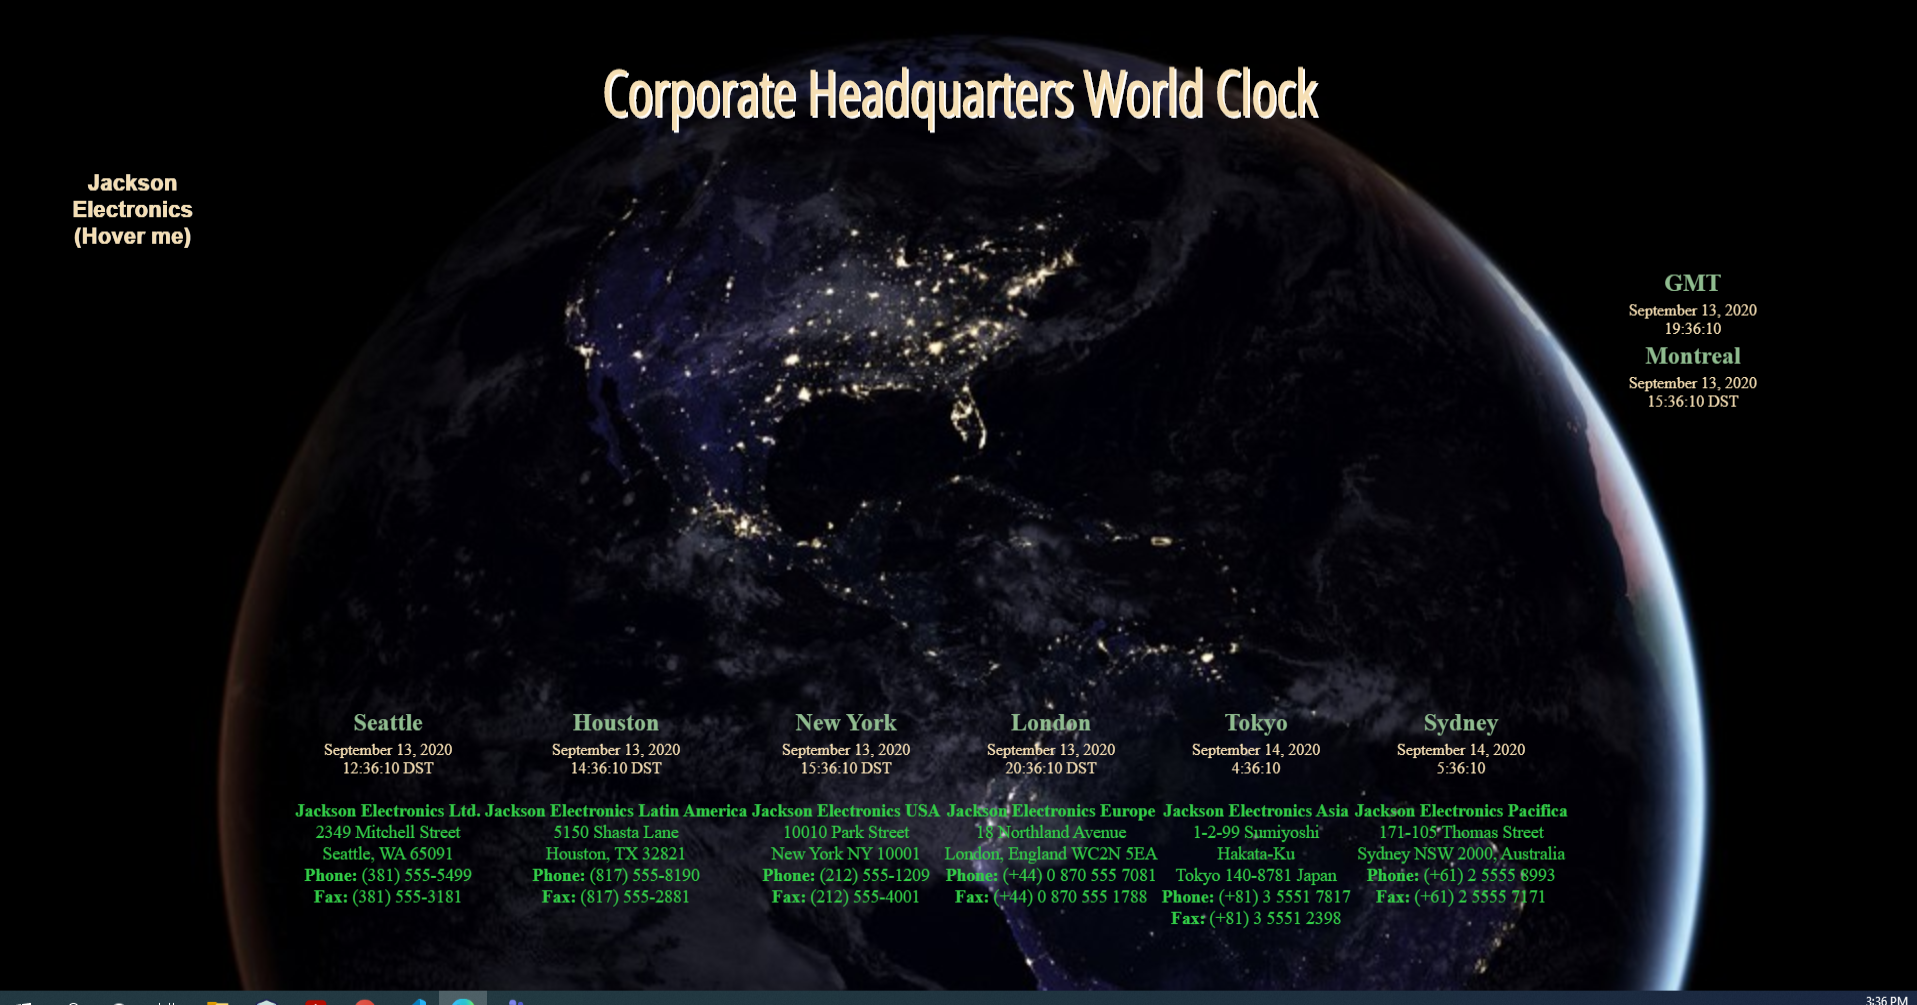 Corporate Headquarters World Clock
Jackson
Electronics
(Hover me)
GMT
September 13, 2020
19:36:10
Montreal
September 13, 2020
15:36:10 DST
Seattle
September 13, 2020
12:36:10 DST
Jackson Electronics Ltd.
2349 Mitchell Street
Seattle, WA 65091
Phone: (381) 555-5499
Fax: (381) 555-3181
Houston
September 13, 2020
14:36:10 DST
Jackson Electronics Latin America
5150 Shasta Lane
Houston, TX 32821
Phone: (817) 555-8190
Fax: (817) 555-2881
New York
September 13, 2020
15:36:10 DST
Jackson Electronics USA
10010 Park Street
New York NY 10001
Phone: (212) 555-1209
Fax: (212) 555-4001
London
September 13, 2020
20:36:10 DST
Jackson Electronics Europe
18 Northland Avenue
London, England WC2N 5EA
Phone: (+44) 0 870 555 7081
Fax: (+44) 0 870 555 1788
Tokyo
September 14, 2020
4:36:10
Jackson Electronics Asia
1-2-99 Sumiyoshi
Hakata-Ku
Tokyo 140-8781 Japan
Phone: (+81) 3 5551 7817
Fax: (+81) 3 5551 2398
Sydney
September 14, 2020
5:36:10
Jackson Electronics Pacifica
171-105 Thomas Street
Sydney NSW 2000, Australia
Phone: (+61) 2 5555 8993
Fax: (+61) 2 5555 7171
3:36 PM